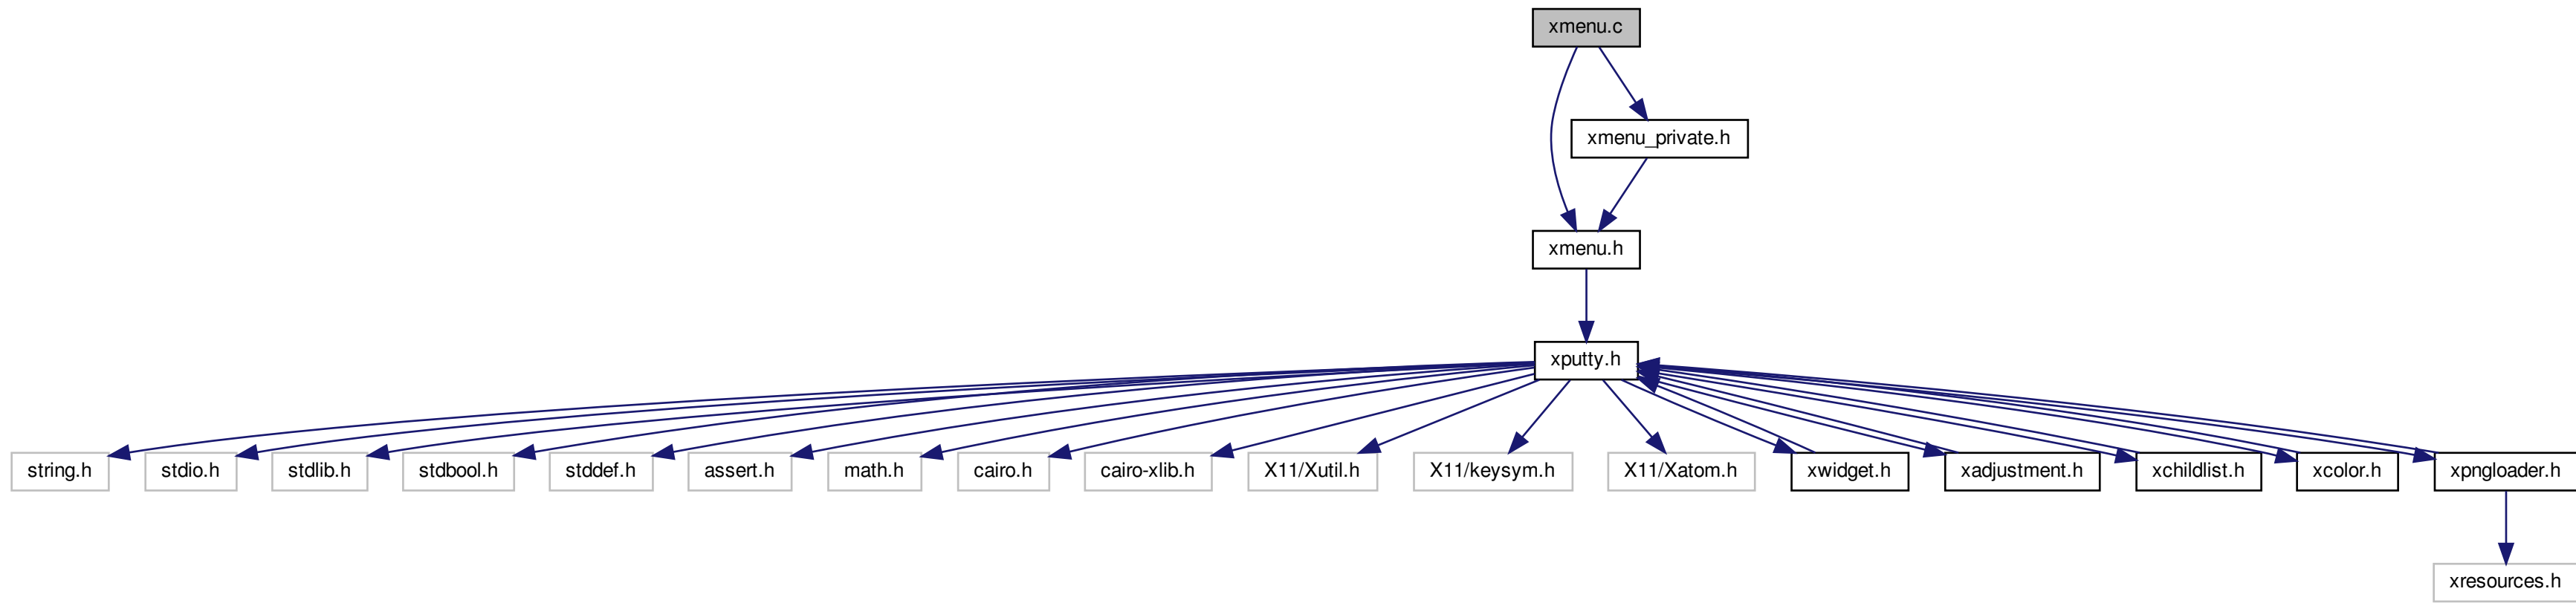 xmenu.c
xmenu_private.h
xmenu.h
xputty.h
string.h
stdio.h
stdlib.h
stdbool.h
stddef.h
assert.h
math.h
cairo.h
cairo-xlib.h
X11/Xutil.h
X11/keysym.h
X11/Xatom.h
xwidget.h
xadjustment.h
xchildlist.h
xcolor.h
xpngloader.h
xresources.h